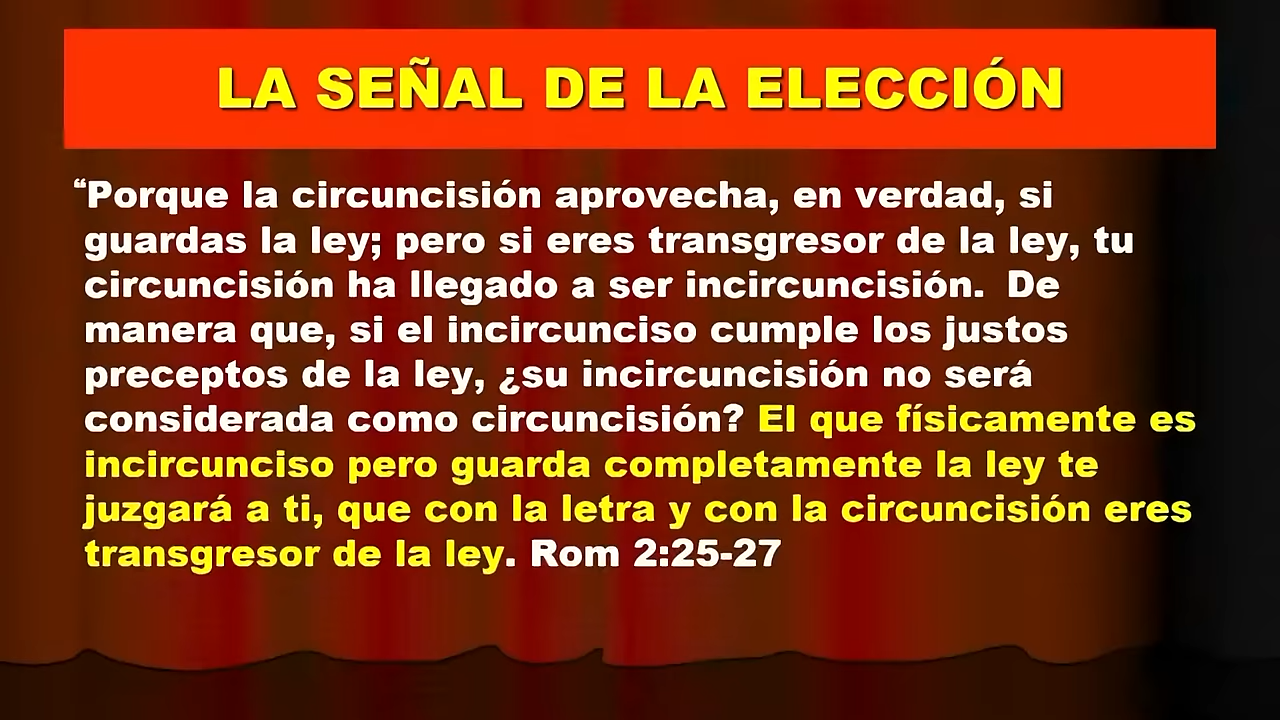 LA SEÑAL DE LA ELECCIÓN
“Porque la circuncisión aprovecha, en verdad, si
guardas la ley; pero si eres transgresor de la ley, tu
circuncisión ha llegado a ser incircuncisión.  De
manera que, si el incircunciso cumple los justos
preceptos de la ley, ¿su incircuncisión no será
considerada como circuncisión? El que físicamente es
incircunciso pero guarda completamente la ley te
juzgará a ti, que con la letra y con la circuncisión eres
transgresor de la ley. Rom 2:25-27